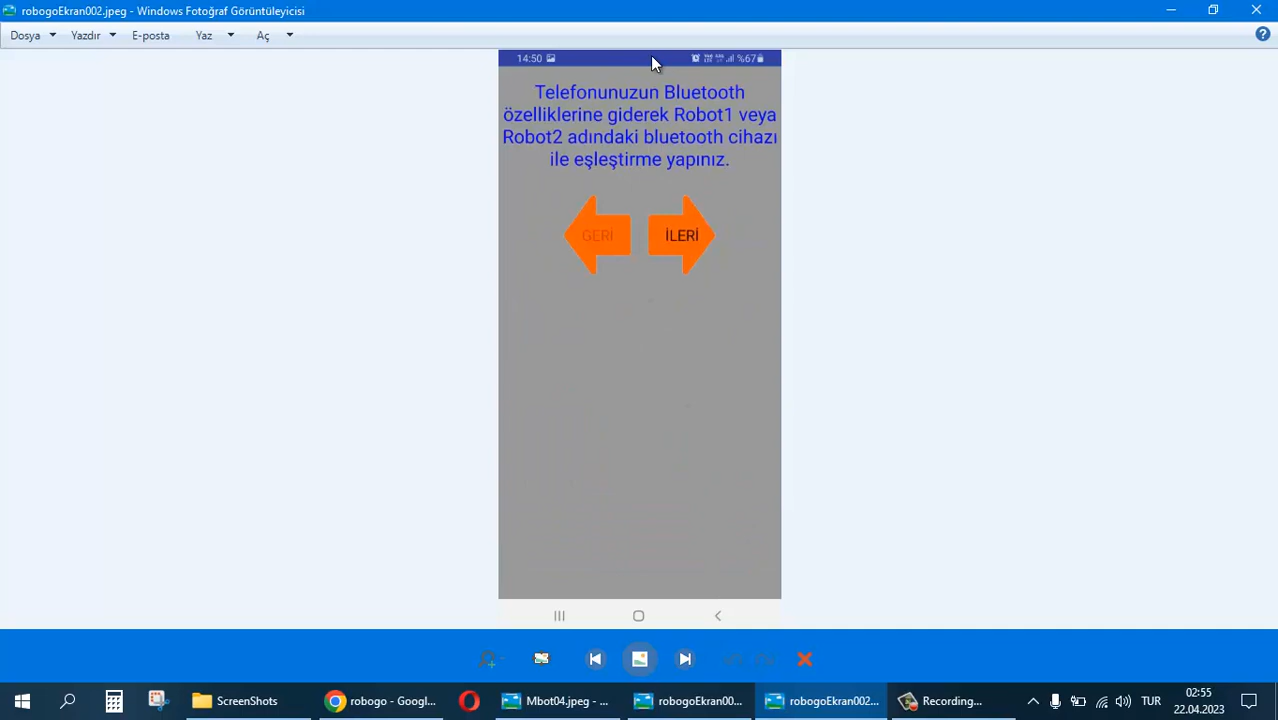 robogoEkran002.jpeg - Windows Fotoğraf Görüntüleyicisi
Dosya Yazdır E-posta Yaz Aç
14:50 %67
Telefonunuzun Bluetooth
özelliklerine giderek Robot1 veya
Robot2 adındaki bluetooth cihazı
ile eşleştirme yapınız.
GERİ İLERİ
ScreenShots robogo - Googl... Mbot04.jpeg - ... robogoEkran00... robogoEkran002... Recording... TUR 02:55
22.04.2023